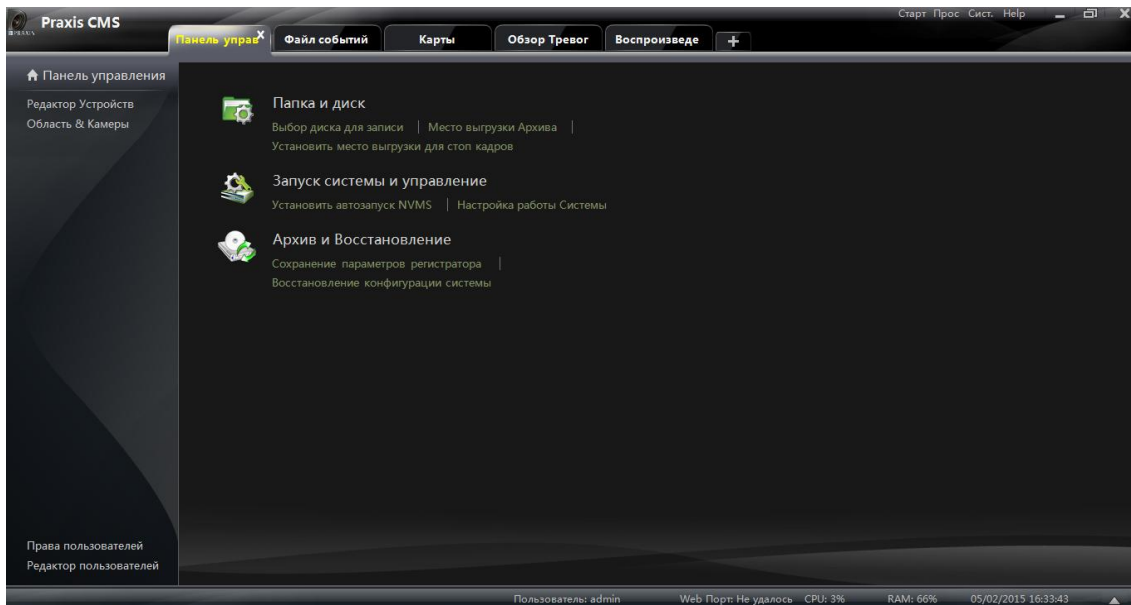 Praxis CMS
Старт Прос Сист. Help
Панель управ
Файл событий
Карты
Обзор Тревог
Воспроизведе
Панель управления
Редактор Устройств
Область & Камеры
Папка и диск
Выбор диска для записи | Место выгрузки Архива |
Установить место выгрузки для стоп кадров
Запуск системы и управление
Установить автозапуск NVMS | Настройка работы Системы
Архив и Восстановление
Сохранение параметров регистратора |
Восстановление конфигурации системы
Права пользователей
Редактор пользователей
Пользователь: admin Web Порт: Не удалось CPU: 3% RAM: 66% 05/02/2015 16:33:43